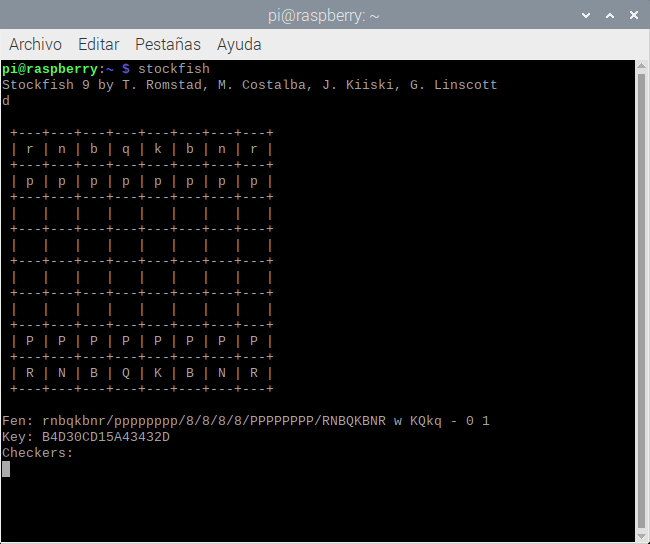 pi@raspberry: ~
Archivo Editar Pestañas Ayuda
pi@raspberry:~ $ stockfish
Stockfish 9 by T. Romstad, M. Costalba, J. Kiiski, G. Linscott
d
+---+---+---+---+---+---+---+---+
| r | n | b | q | k | b | n | r |
+---+---+---+---+---+---+---+---+
| p | p | p | p | p | p | p | p |
+---+---+---+---+---+---+---+---+
|   |   |   |   |   |   |   |   |
+---+---+---+---+---+---+---+---+
|   |   |   |   |   |   |   |   |
+---+---+---+---+---+---+---+---+
|   |   |   |   |   |   |   |   |
+---+---+---+---+---+---+---+---+
|   |   |   |   |   |   |   |   |
+---+---+---+---+---+---+---+---+
| P | P | P | P | P | P | P | P |
+---+---+---+---+---+---+---+---+
| R | N | B | Q | K | B | N | R |
+---+---+---+---+---+---+---+---+
Fen: rnbqkbnr/pppppppp/8/8/8/8/PPPPPPPP/RNBQKBNR w KQkq - 0 1
Key: B4D30CD15A43432D
Checkers: